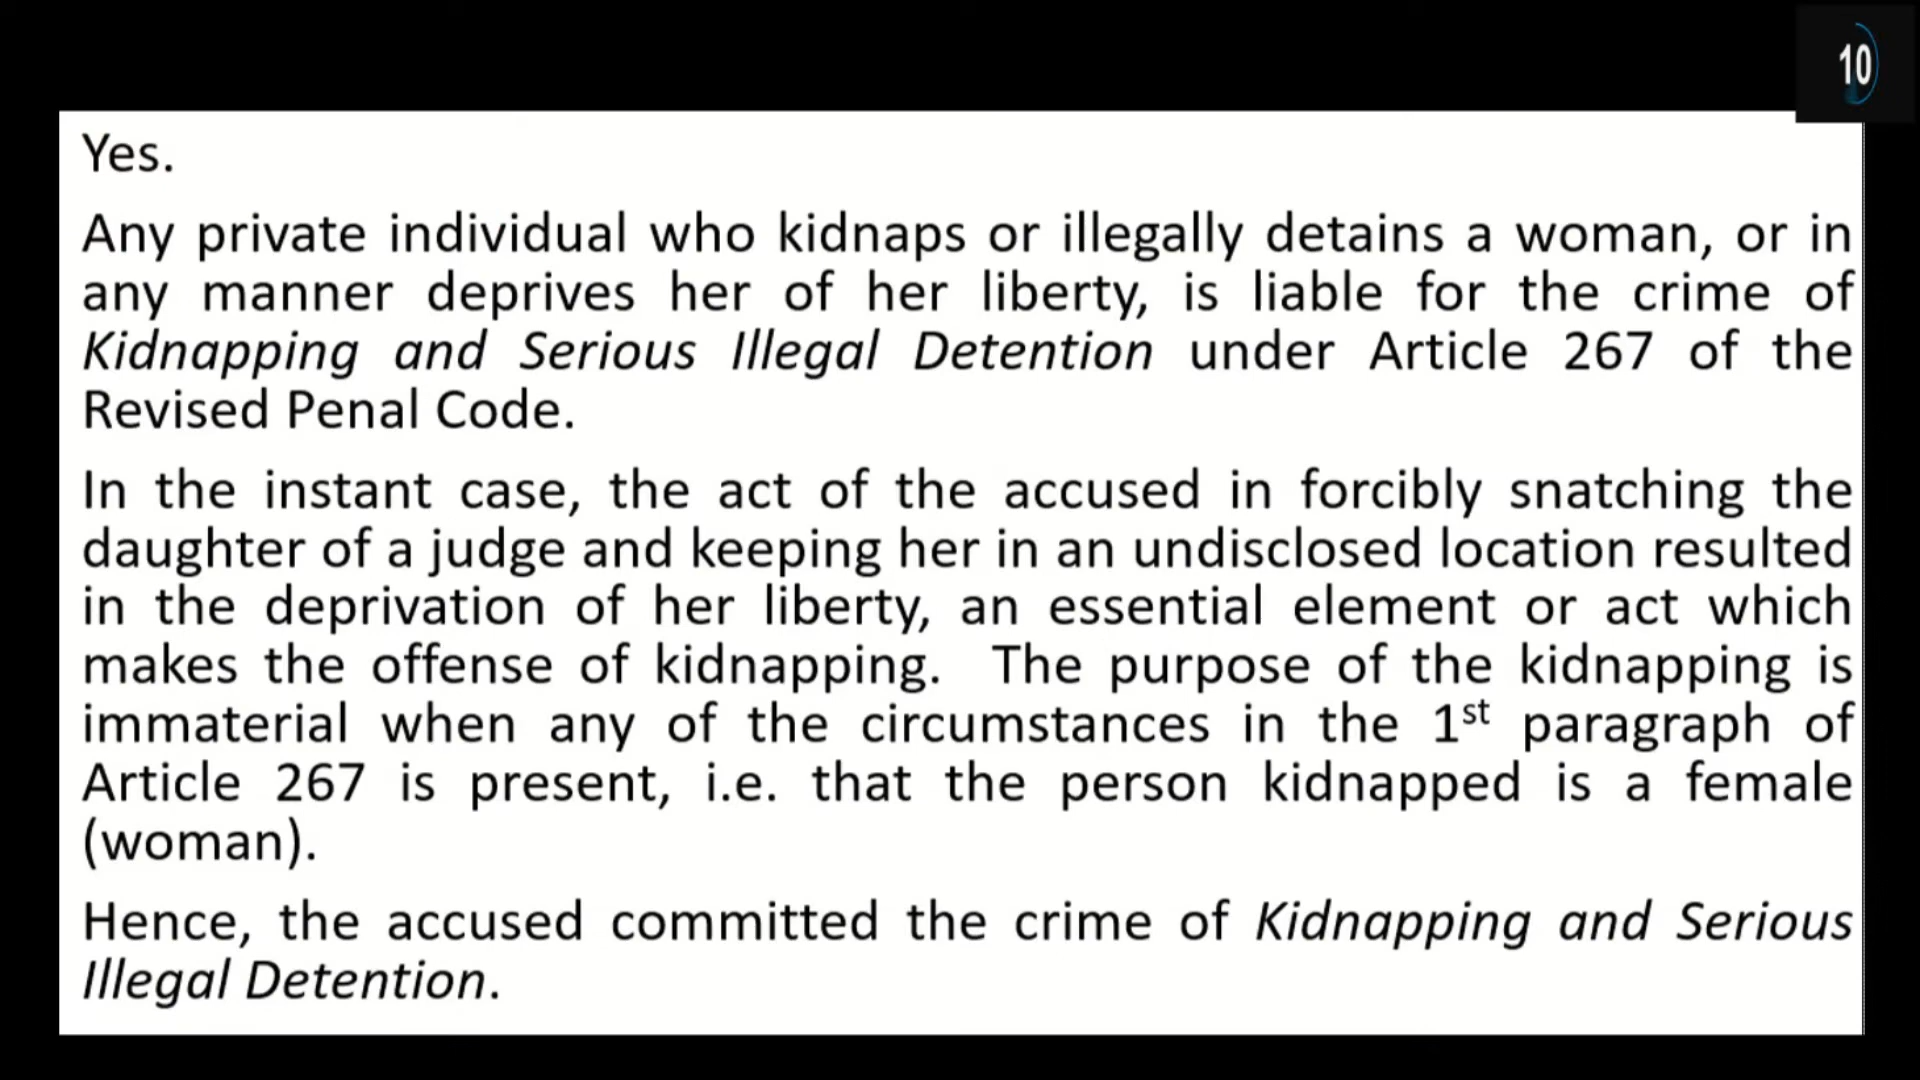 10
Yes.
Any private individual who kidnaps or illegally detains a woman, or in
any manner deprives her of her liberty, is liable for the crime of
Kidnapping and Serious Illegal Detention under Article 267 of the
Revised Penal Code.
In the instant case, the act of the accused in forcibly snatching the
daughter of a judge and keeping her in an undisclosed location resulted
in the deprivation of her liberty, an essential element or act which
makes the offense of kidnapping. The purpose of the kidnapping is
immaterial when any of the circumstances in the 1st paragraph of
Article 267 is present, i.e. that the person kidnapped is a female
(woman).
Hence, the accused committed the crime of Kidnapping and Serious
Illegal Detention.